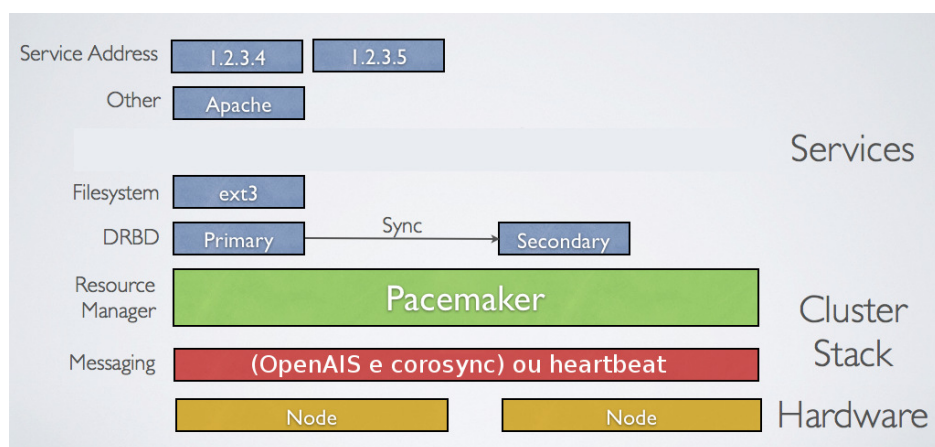 Service Address 1.2.3.4 1.2.3.5
Other Apache
Services
Filesystem ext3
Sync
DRBD Primary Secondary
Resource
Manager
Pacemaker
Cluster
Stack
Messaging (OpenAIS e corosync) ou heartbeat
Node Node Hardware